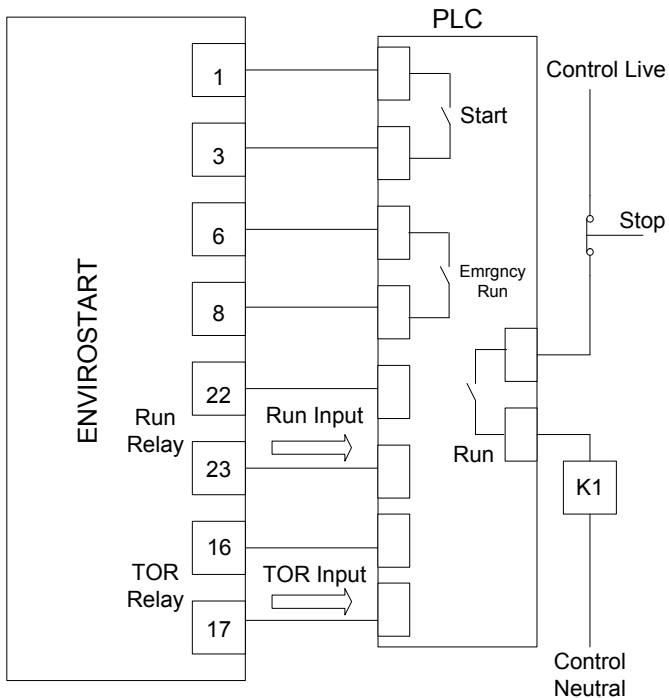 PLC
Control Live
1
Start
3
Stop
6
Emrgncy
Run
8
ENVIROSTART
22
Run
Relay
Run Input
23
Run
K1
16
TOR
Relay
TOR Input
17
Control
Neutral